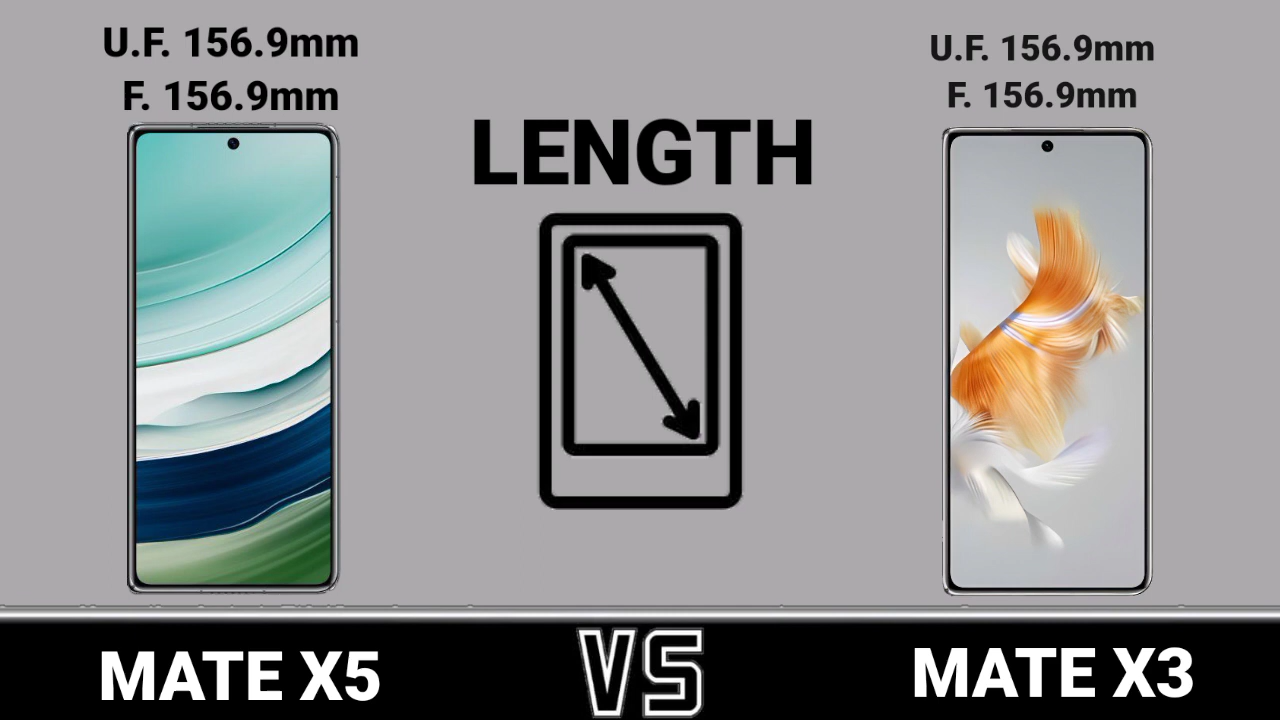 U.F. 156.9mm
F. 156.9mm
U.F. 156.9mm
F. 156.9mm
LENGTH
MATE X5
VS
MATE X3